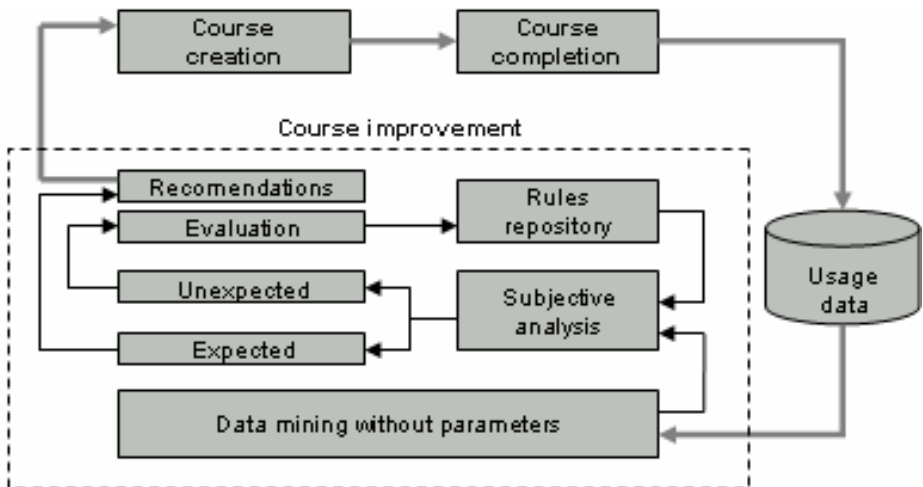 Course
creation
Course
completion
Course improvement
Recomendations
Evaluation
Unexpected
Expected
Rules
repository
Subjective
analysis
Data mining without parameters
Usage
data